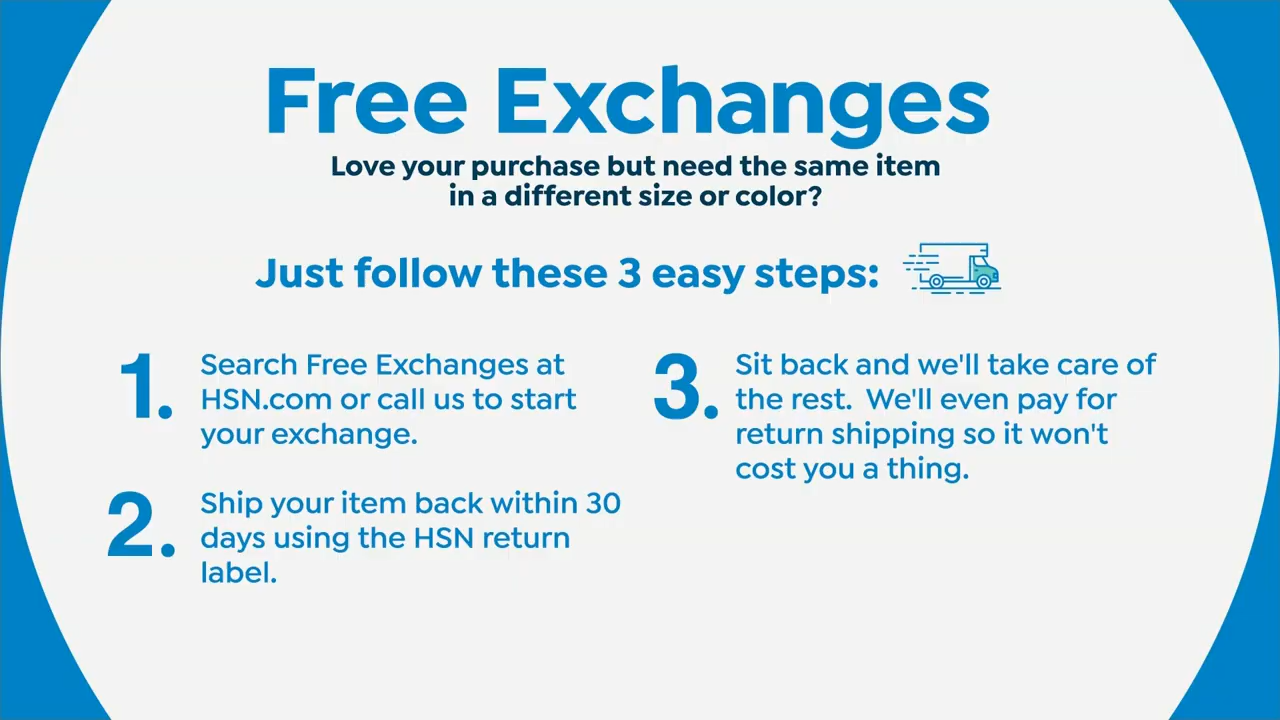 Free Exchanges
Love your purchase but need the same item
in a different size or color?
Just follow these 3 easy steps:
1. Search Free Exchanges at
HSN.com or call us to start
your exchange.
2. Ship your item back within 30
days using the HSN return
label.
3. Sit back and we'll take care of
the rest.  We'll even pay for
return shipping so it won't
cost you a thing.